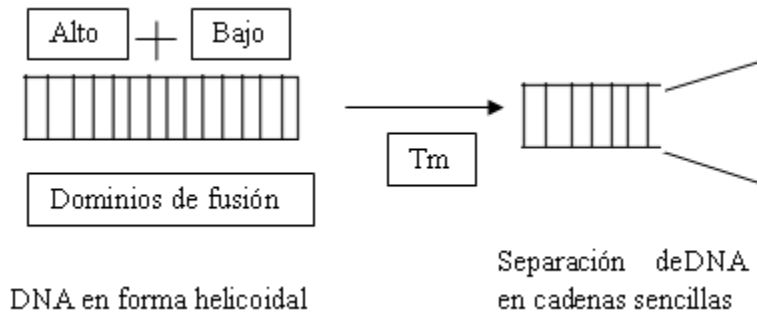 Alto + Bajo
Tm
Dominios de fusión
DNA en forma helicoidal
Separación deDNA
en cadenas sencillas